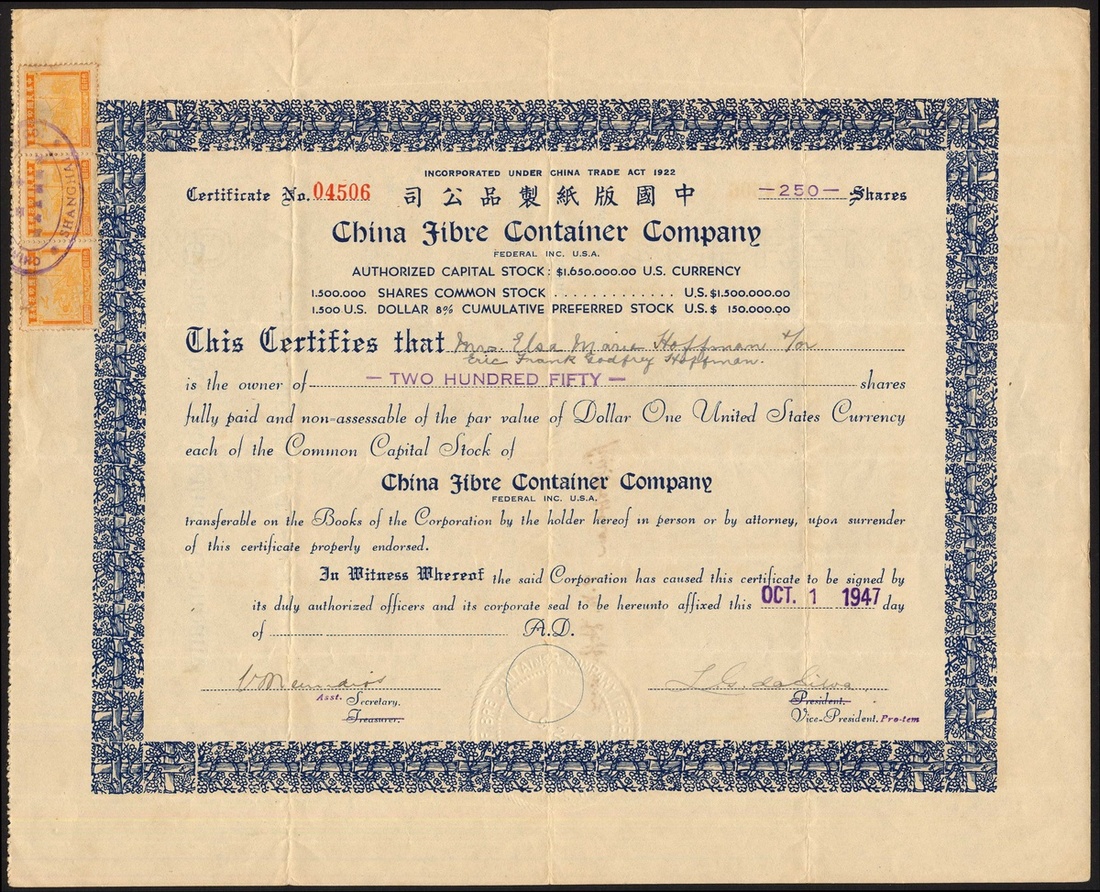 INCORPORATED UNDER CHINA TRADE ACT 1922
Certificate No. 04506
司公品製紙版國中
—250— Shares
China Fibre Container Company
FEDERAL INC. U.S.A.
AUTHORIZED CAPITAL STOCK: $1.650.000.00 U.S. CURRENCY
1.500.000 SHARES COMMON STOCK ............. U.S. $1.500.000.00
1.500 U.S. DOLLAR 8% CUMULATIVE PREFERRED STOCK U.S. $ 150.000.00
This Certifies that Mrs. Elsa Marie Hoffman &/or
Eric Frank Godfrey Hoffman.
is the owner of — TWO HUNDRED FIFTY — shares
fully paid and non-assessable of the par value of Dollar One United States Currency
each of the Common Capital Stock of
China Fibre Container Company
FEDERAL INC. U.S.A.
transferable on the Books of the Corporation by the holder hereof in person or by attorney, upon surrender
of this certificate properly endorsed.
In Witness Whereof the said Corporation has caused this certificate to be signed by
its duly authorized officers and its corporate seal to be hereunto affixed this OCT. 1 1947 day
of A.D.
L. G. da Silva
Asst. Secretary.
Treasurer.
President.
Vice-President. Pro-tem
SHANGHAI